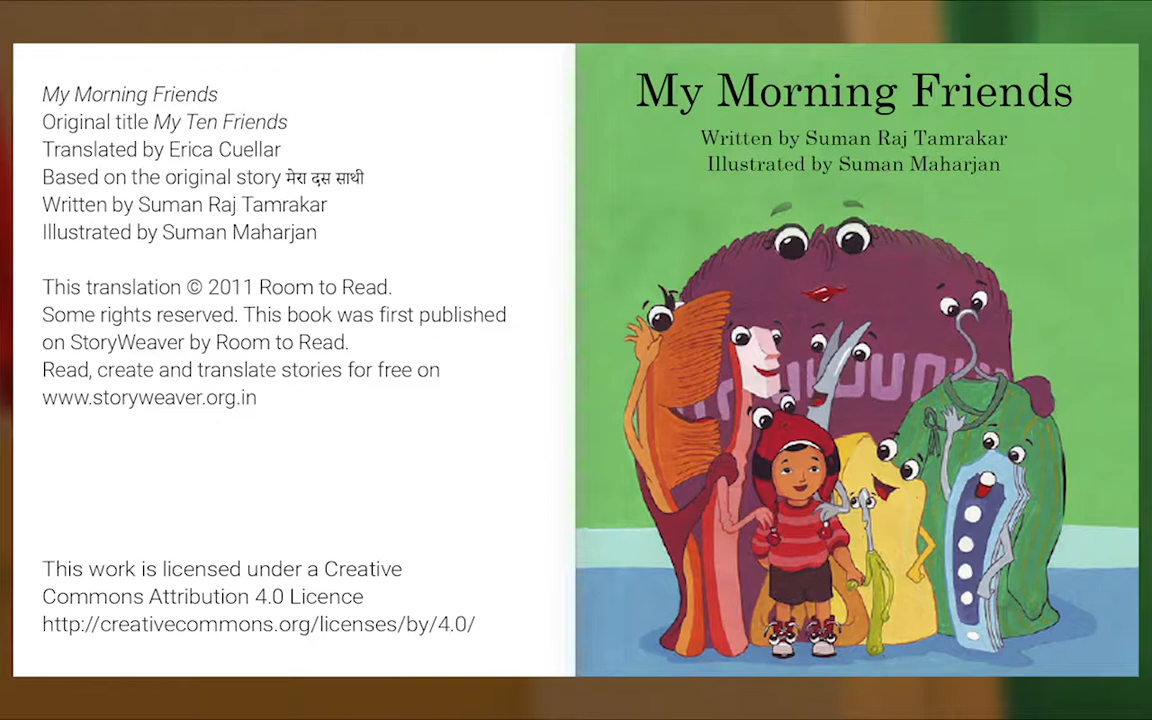 My Morning Friends
Original title My Ten Friends
Translated by Erica Cuellar
Based on the original story मेरा दस साथी
Written by Suman Raj Tamrakar
Illustrated by Suman Maharjan
This translation © 2011 Room to Read.
Some rights reserved. This book was first published
on StoryWeaver by Room to Read.
Read, create and translate stories for free on
www.storyweaver.org.in
This work is licensed under a Creative
Commons Attribution 4.0 Licence
http://creativecommons.org/licenses/by/4.0/
My Morning Friends
Written by Suman Raj Tamrakar
Illustrated by Suman Maharjan